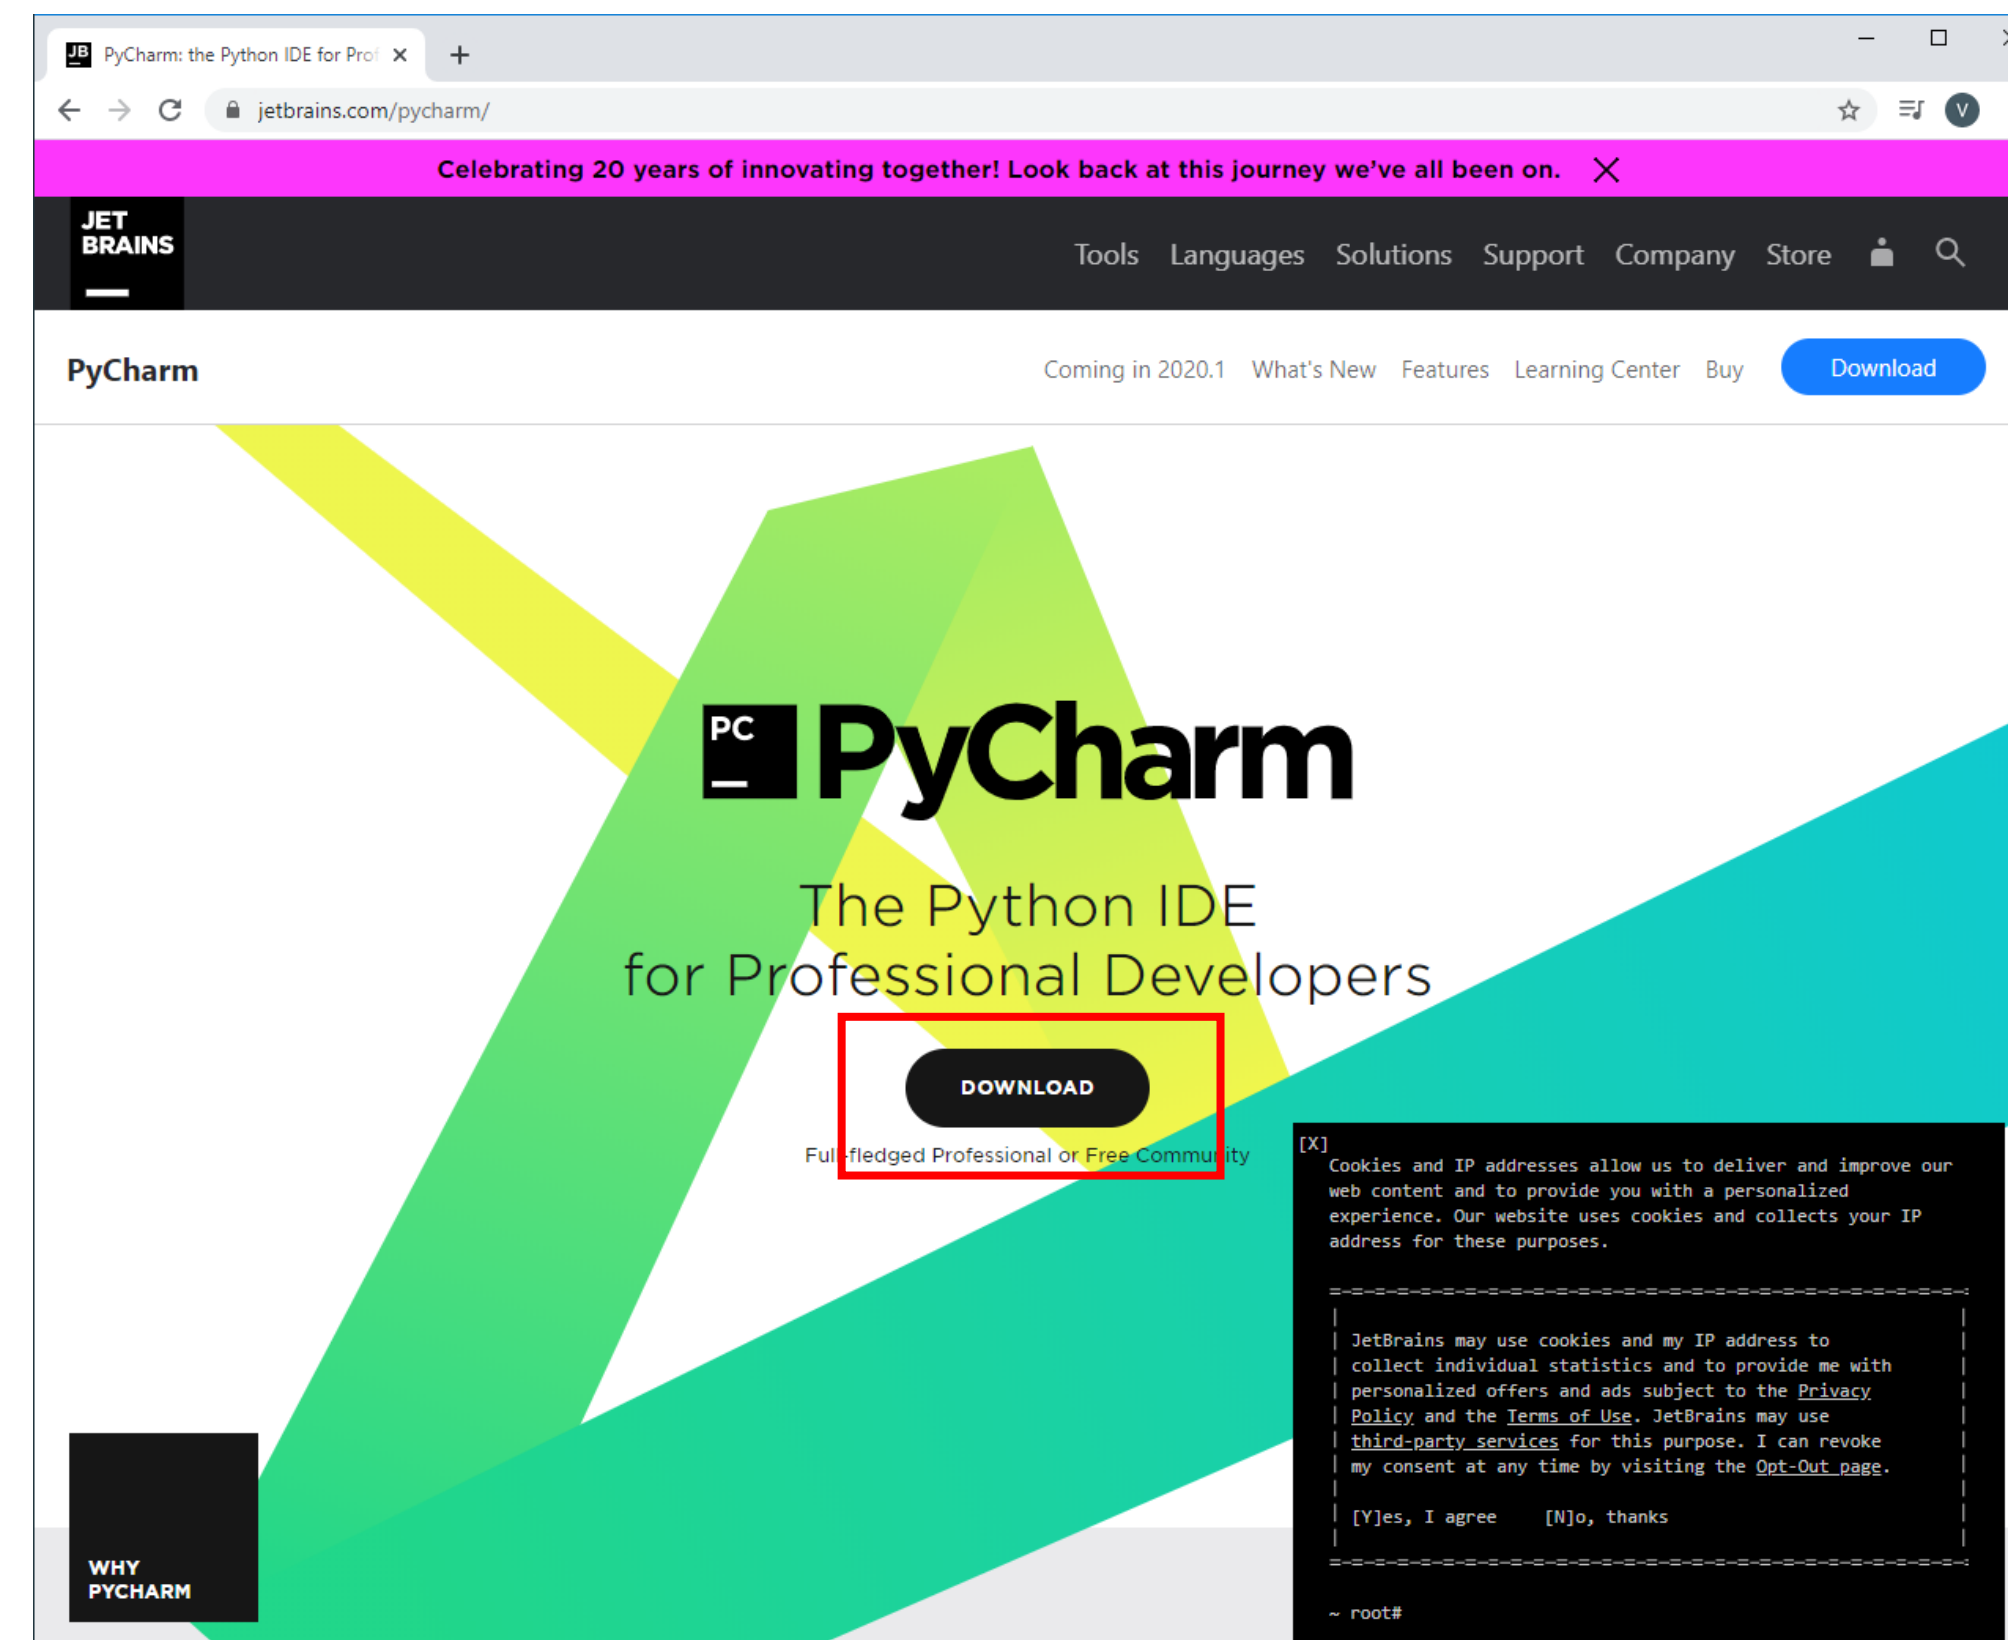 JB PyCharm: the Python IDE for Prof
jetbrains.com/pycharm/
V
Celebrating 20 years of innovating together! Look back at this journey we've all been on.
JET
BRAINS
Tools Languages Solutions Support Company Store
PyCharm
Coming in 2020.1 What's New Features Learning Center Buy Download
PC PyCharm
The Python IDE
for Professional Developers
DOWNLOAD
Full-fledged Professional or Free Community
WHY
PYCHARM
[X]
Cookies and IP addresses allow us to deliver and improve our
web content and to provide you with a personalized
experience. Our website uses cookies and collects your IP
address for these purposes.
JetBrains may use cookies and my IP address to
collect individual statistics and to provide me with
personalized offers and ads subject to the Privacy
Policy and the Terms of Use. JetBrains may use
third-party services for this purpose. I can revoke
my consent at any time by visiting the Opt-Out page.
[Y]es, I agree [N]o, thanks
~ root#